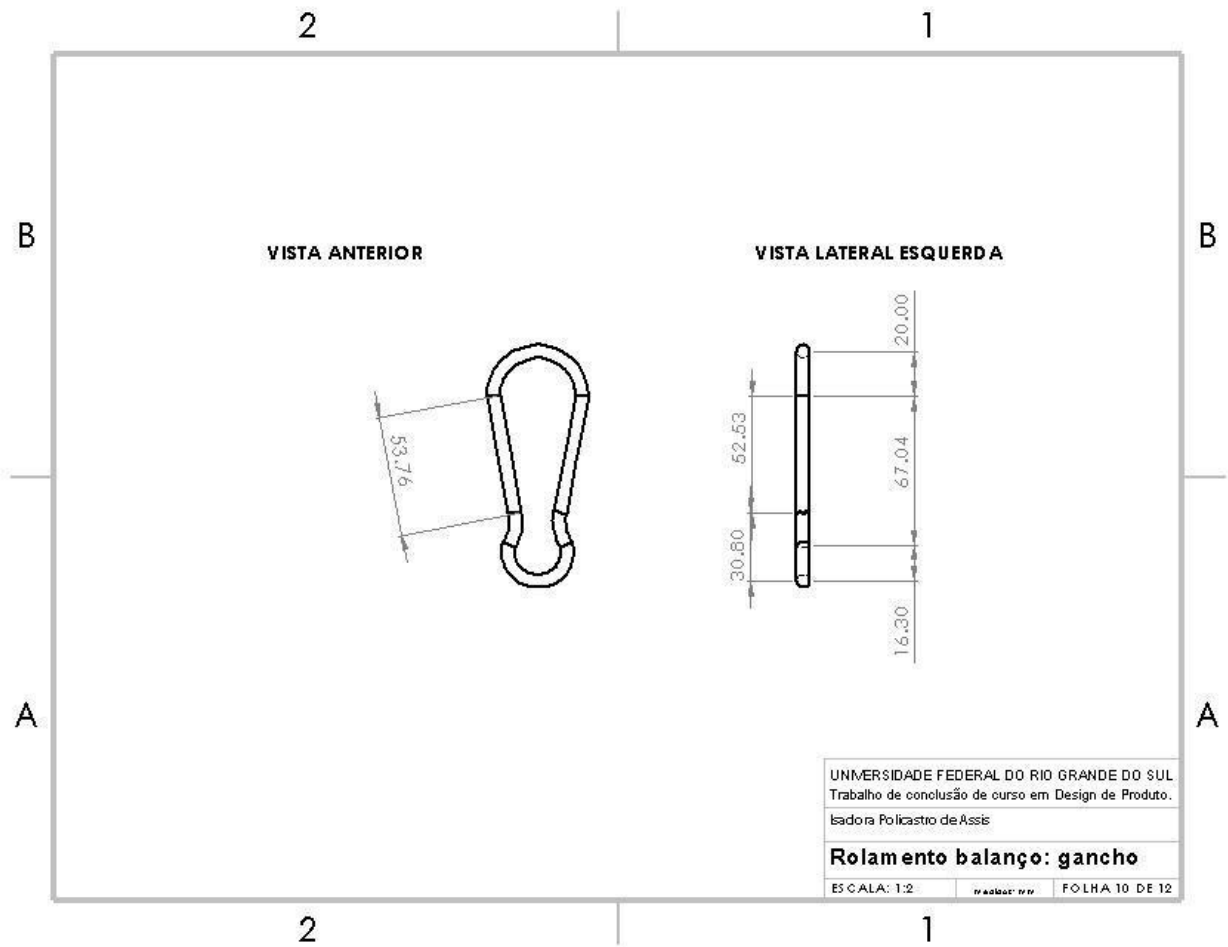 2 1
B B
VISTA ANTERIOR VISTA LATERAL ESQUERDA
20.00
53.76
52.53
67.04
30.80
16.30
A A
UNIVERSIDADE FEDERAL DO RIO GRANDE DO SUL
Trabalho de conclusão de curso em Design de Produto.
Isadora Policastro de Assis
Rolamento balanço: gancho
ESCALA: 1:2 FOLHA 10 DE 12
2 1